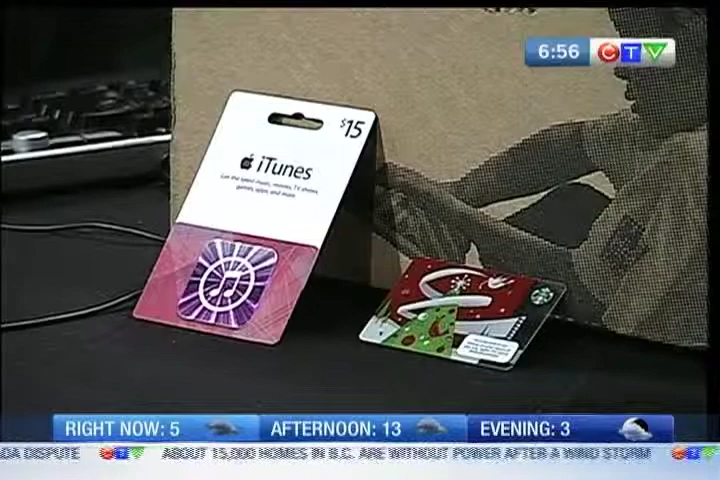 6:56 CTV
$15
iTunes
RIGHT NOW: 5 AFTERNOON: 13 EVENING: 3
DA DISPUTE CTV ABOUT 15,000 HOMES IN B.C. ARE WITHOUT POWER AFTER A WIND STORM